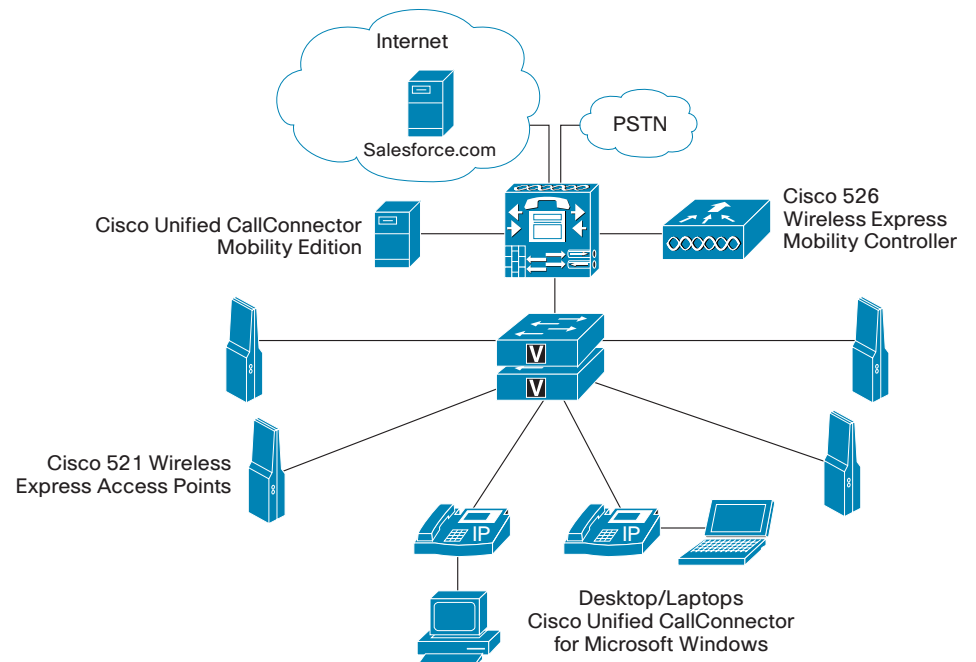 Internet
Salesforce.com
PSTN
Cisco Unified CallConnector
Mobility Edition
Cisco 526
Wireless Express
Mobility Controller
V
V
Cisco 521 Wireless
Express Access Points
IP
IP
Desktop/Laptops
Cisco Unified CallConnector
for Microsoft Windows